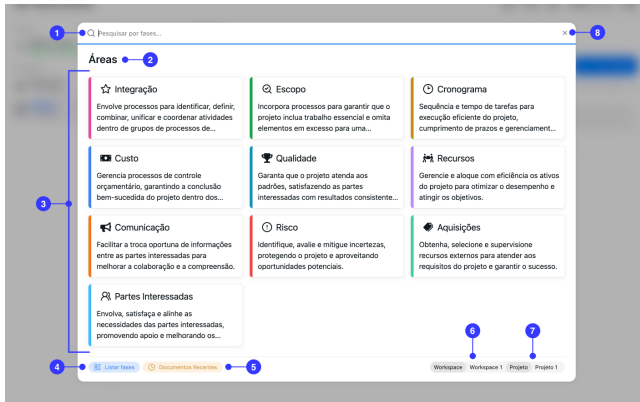 1
Pesquisar por fases...
×
8
Áreas
2
Integração
Envolve processos para identificar, definir,
combinar, unificar e coordenar atividades
dentro de grupos de processos de...
Escopo
Incorpora processos para garantir que o
projeto inclua trabalho essencial e omita
elementos em excesso para uma...
Cronograma
Sequência e tempo de tarefas para
execução eficiente do projeto,
cumprimento de prazos e gerenciament...
3
Custo
Gerencia processos de controle
orçamentário, garantindo a conclusão
bem-sucedida do projeto dentro dos...
Qualidade
Garanta que o projeto atenda aos
padrões, satisfazendo as partes
interessadas com resultados consistente...
Recursos
Gerencie e aloque com eficiência os ativos
do projeto para otimizar o desempenho e
atingir os objetivos.
Comunicação
Facilitar a troca oportuna de informações
entre as partes interessadas para
melhorar a colaboração e a compreensão.
Risco
Identifique, avalie e mitigue incertezas,
protegendo o projeto e aproveitando
oportunidades potenciais.
Aquisições
Obtenha, selecione e supervisione
recursos externos para atender aos
requisitos do projeto e garantir o sucesso.
Partes Interessadas
Envolva, satisfaça e alinhe as
necessidades das partes interessadas,
promovendo apoio e melhorando os...
6
7
4
Listar fases
Documentos Recentes
5
Workspace Workspace 1 Projeto Projeto 1